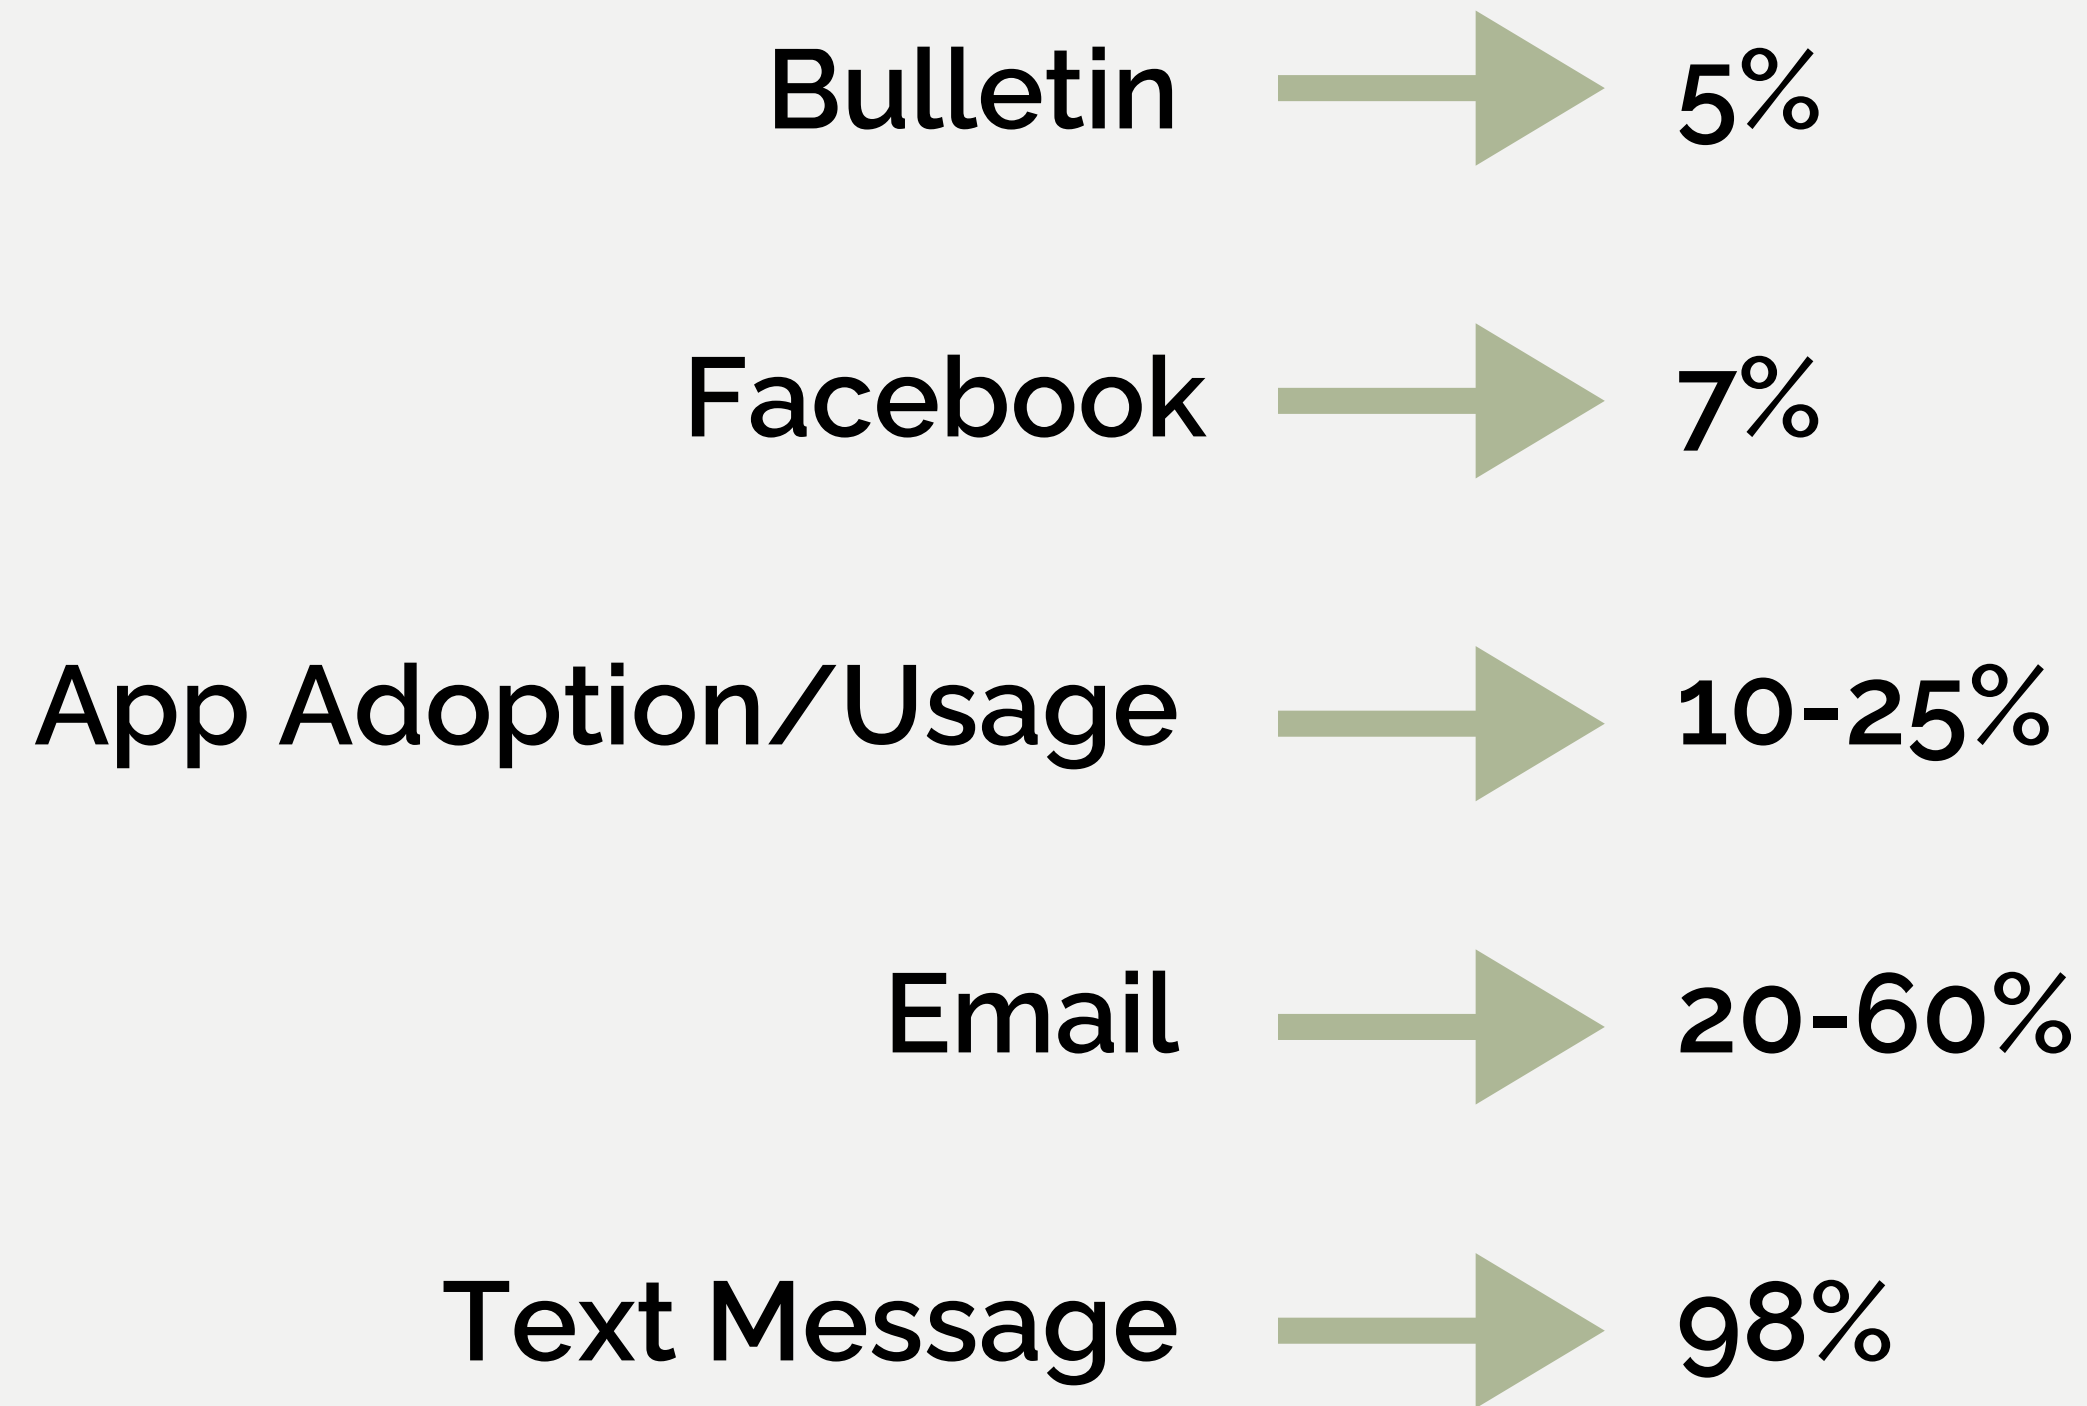 Bulletin 5%
Facebook 7%
App Adoption/Usage 10-25%
Email 20-60%
Text Message 98%